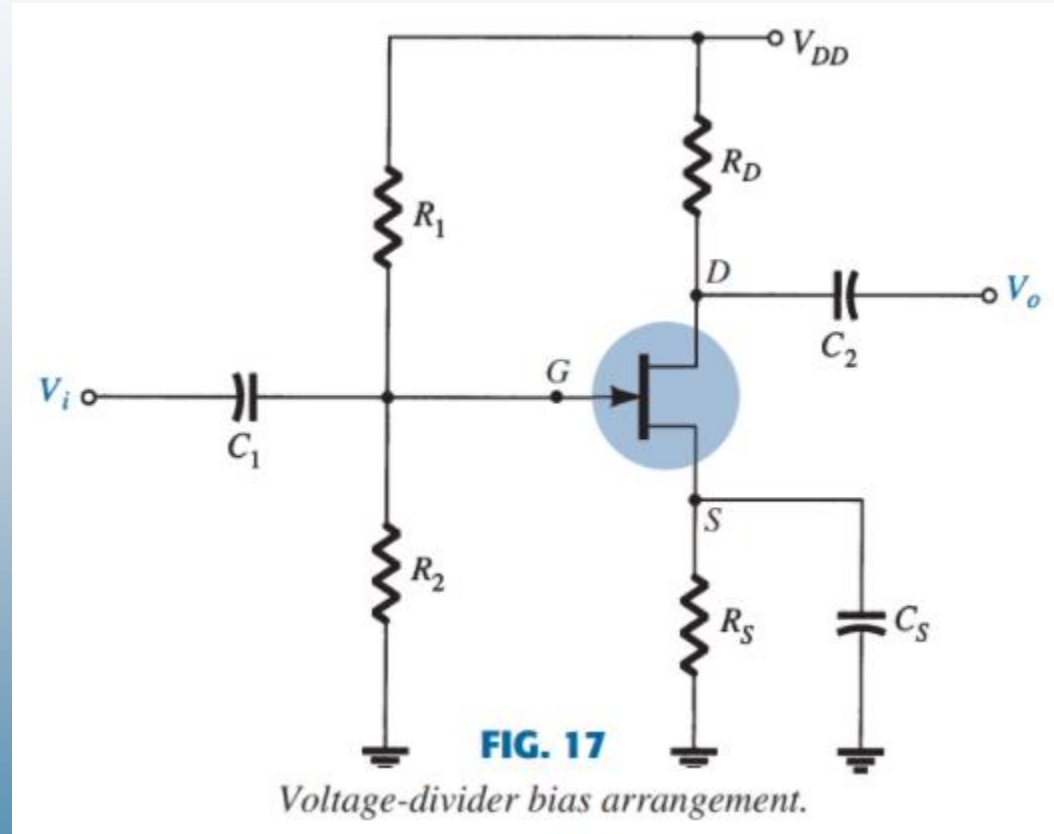 V_DD
R_D
R_1
D
V_o
C_2
G
V_i
C_1
S
R_2
R_S
C_S
FIG. 17
Voltage-divider bias arrangement.